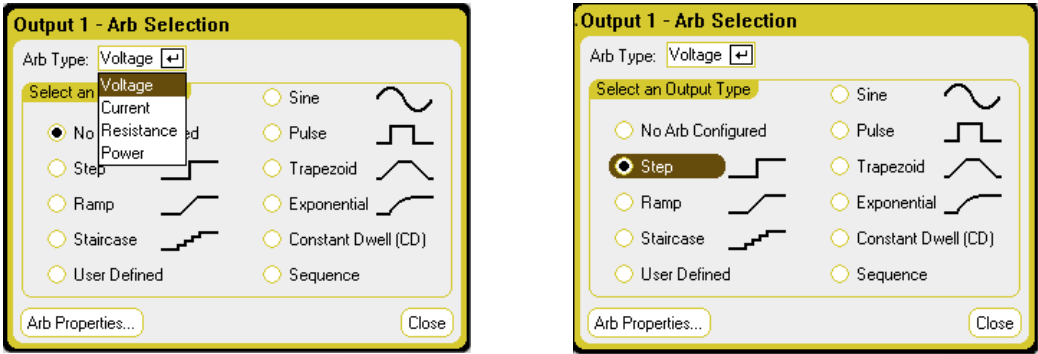 Output 1 - Arb Selection
Arb Type: Voltage
Voltage
Current
Resistance
Power
Select an
No
ed
Step
Ramp
Staircase
User Defined
Sine
Pulse
Trapezoid
Exponential
Constant Dwell (CD)
Sequence
Arb Properties...
Close
.Output 1 - Arb Selection
Arb Type: Voltage
Select an Output Type
No Arb Configured
Step
Ramp
Staircase
User Defined
Sine
Pulse
Trapezoid
Exponential
Constant Dwell (CD)
Sequence
Arb Properties...
Close